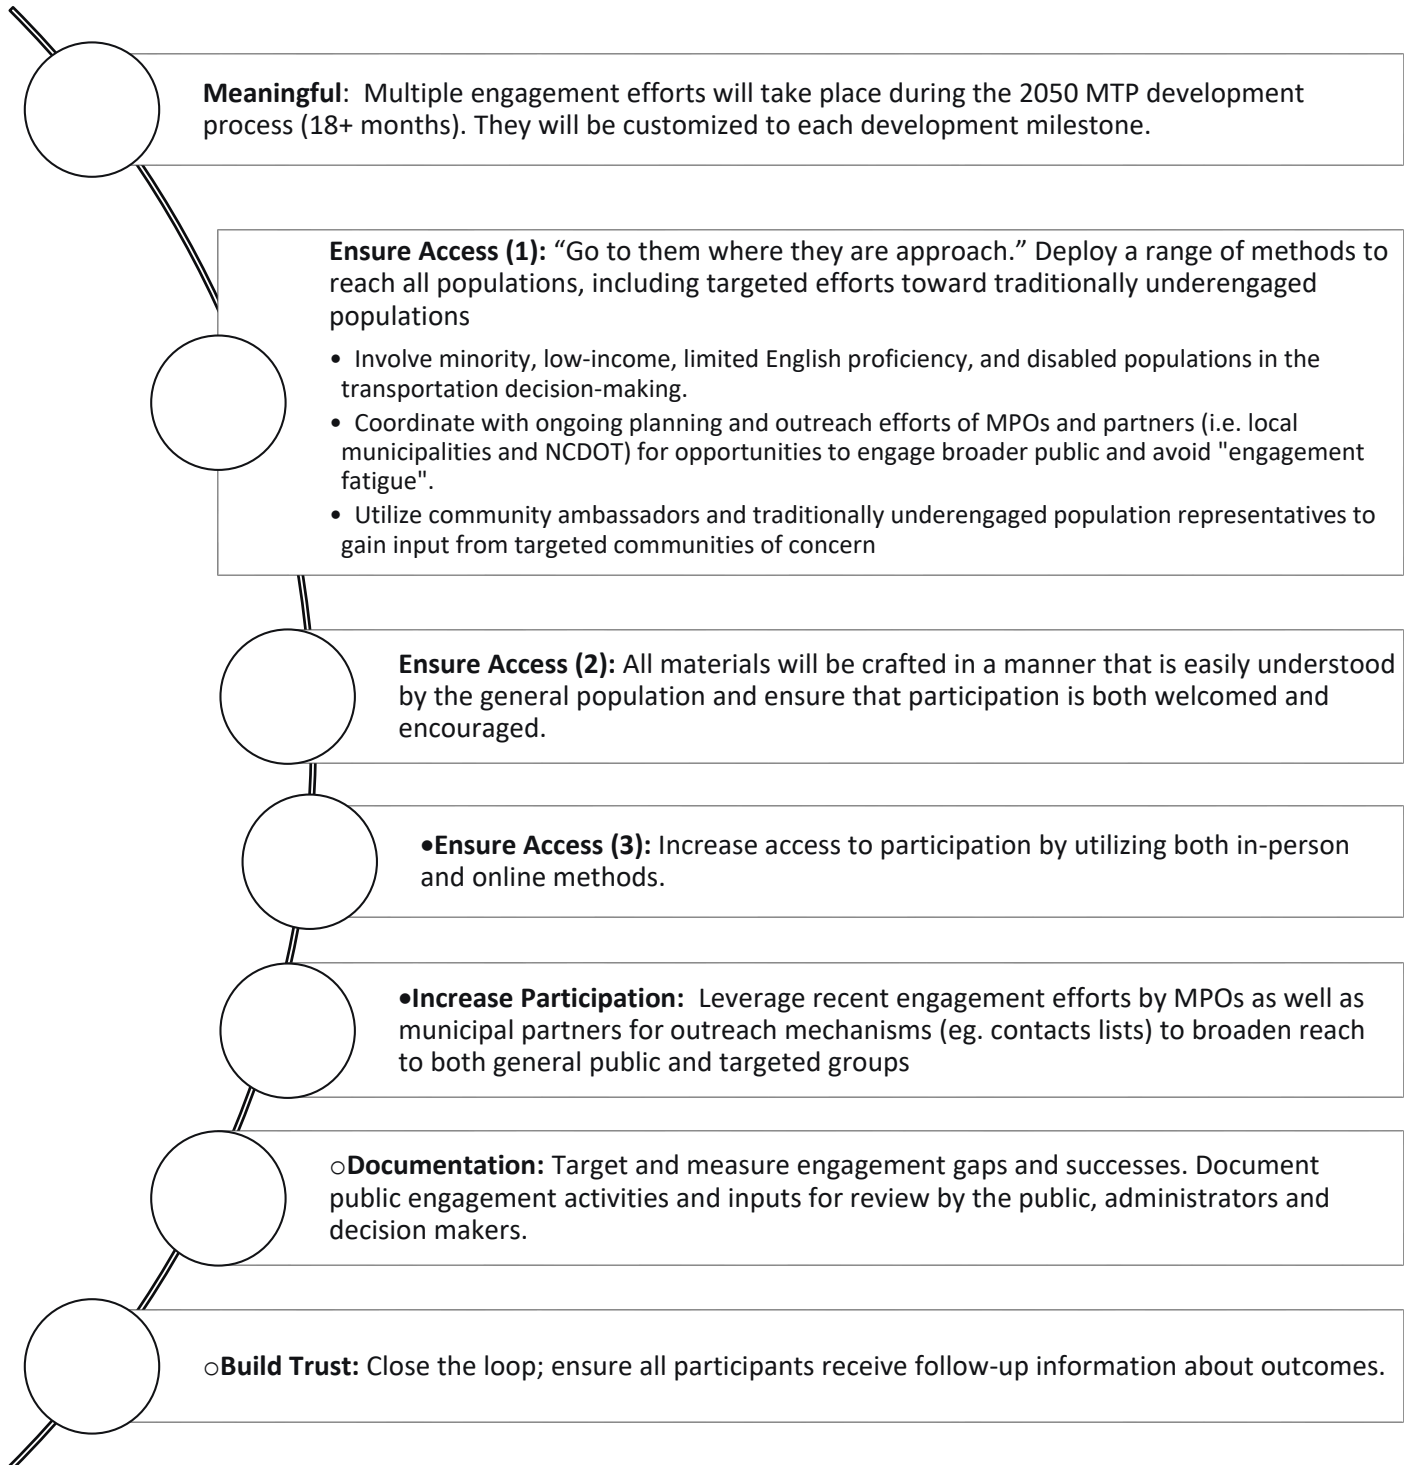 Meaningful:  Multiple engagement efforts will take place during the 2050 MTP development
process (18+ months). They will be customized to each development milestone.
Ensure Access (1): “Go to them where they are approach.” Deploy a range of methods to
reach all populations, including targeted efforts toward traditionally underengaged
populations
• Involve minority, low-income, limited English proficiency, and disabled populations in the
transportation decision-making.
• Coordinate with ongoing planning and outreach efforts of MPOs and partners (i.e. local
municipalities and NCDOT) for opportunities to engage broader public and avoid "engagement
fatigue".
• Utilize community ambassadors and traditionally underengaged population representatives to
gain input from targeted communities of concern
Ensure Access (2): All materials will be crafted in a manner that is easily understood
by the general population and ensure that participation is both welcomed and
encouraged.
•Ensure Access (3): Increase access to participation by utilizing both in-person
and online methods.
•Increase Participation:  Leverage recent engagement efforts by MPOs as well as
municipal partners for outreach mechanisms (eg. contacts lists) to broaden reach
to both general public and targeted groups
○Documentation: Target and measure engagement gaps and successes. Document
public engagement activities and inputs for review by the public, administrators and
decision makers.
○Build Trust: Close the loop; ensure all participants receive follow-up information about outcomes.